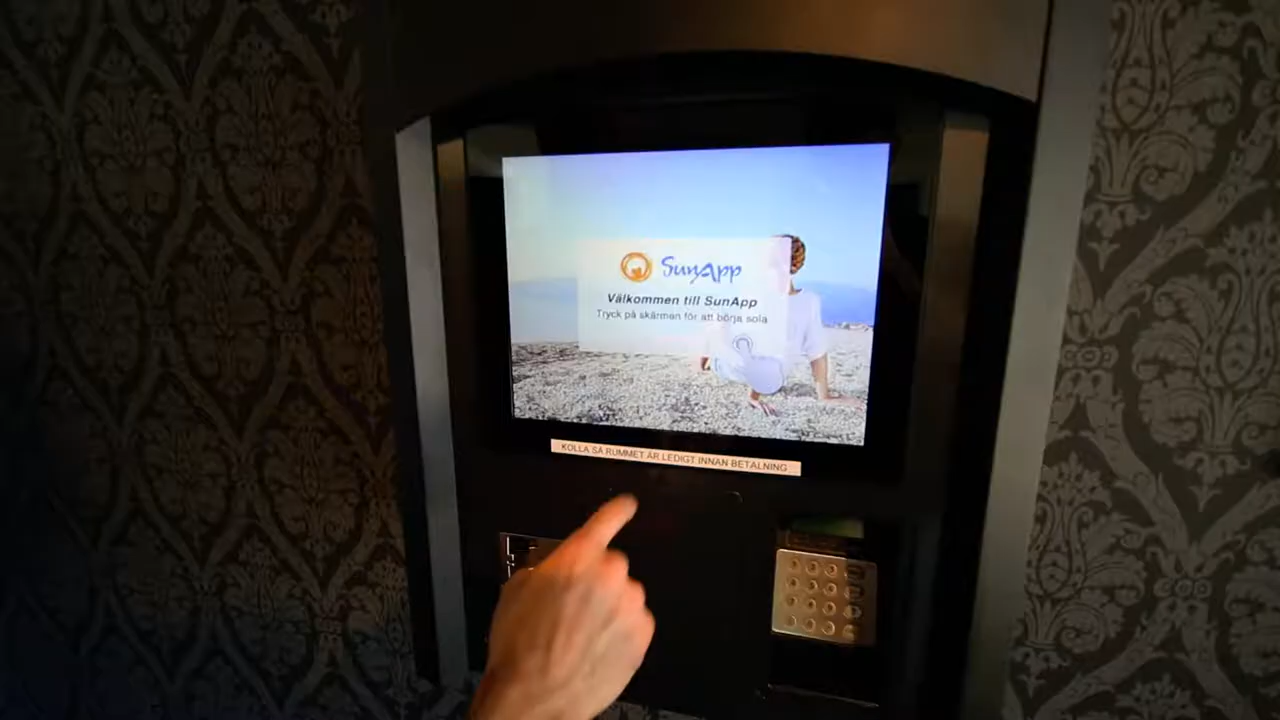 SunApp
Välkommen till SunApp
Tryck på skärmen för att börja sola
KOLLA SÅ RUMMET ÄR LEDIGT INNAN BETALNING